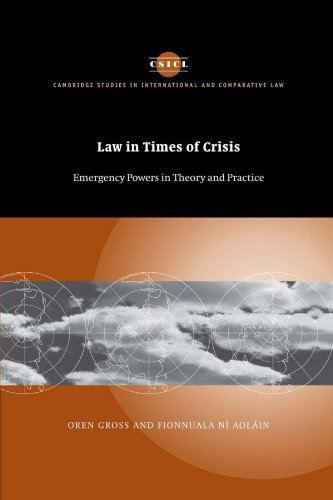 CSICL
CAMBRIDGE STUDIES IN INTERNATIONAL AND COMPARATIVE LAW
Law in Times of Crisis
Emergency Powers in Theory and Practice
OREN GROSS AND FIONNUALA NÍ AOLÁIN